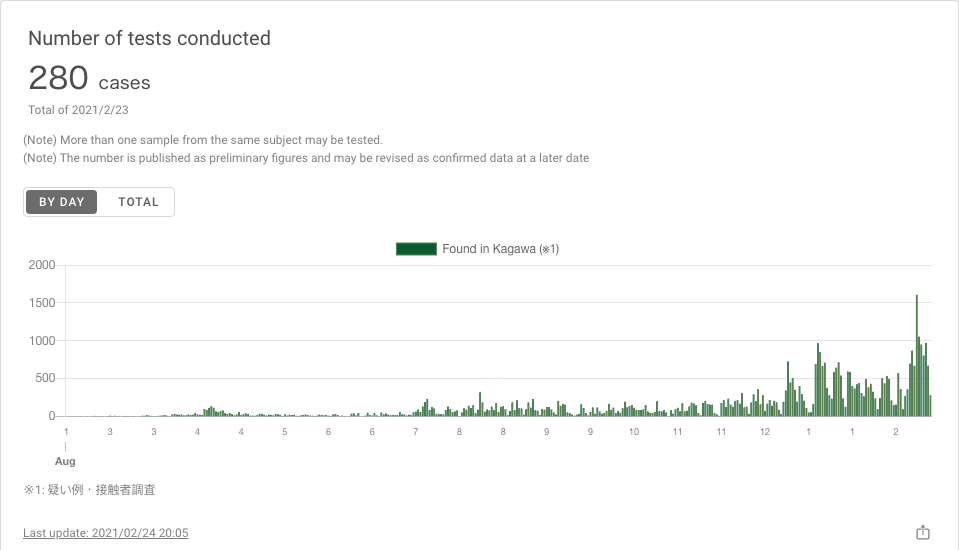 Number of tests conducted
280 cases
Total of 2021/2/23
(Note) More than one sample from the same subject may be tested.
(Note) The number is published as preliminary figures and may be revised as confirmed data at a later date
BY DAY TOTAL
Found in Kagawa (※1)
2000
1500
1000
500
0
1 3 3 4 4 5 6 6 7 8 8 9 9 10 11 11 12 1 1 2
Aug
※1: 疑い例・接触者調査
Last update: 2021/02/24 20:05